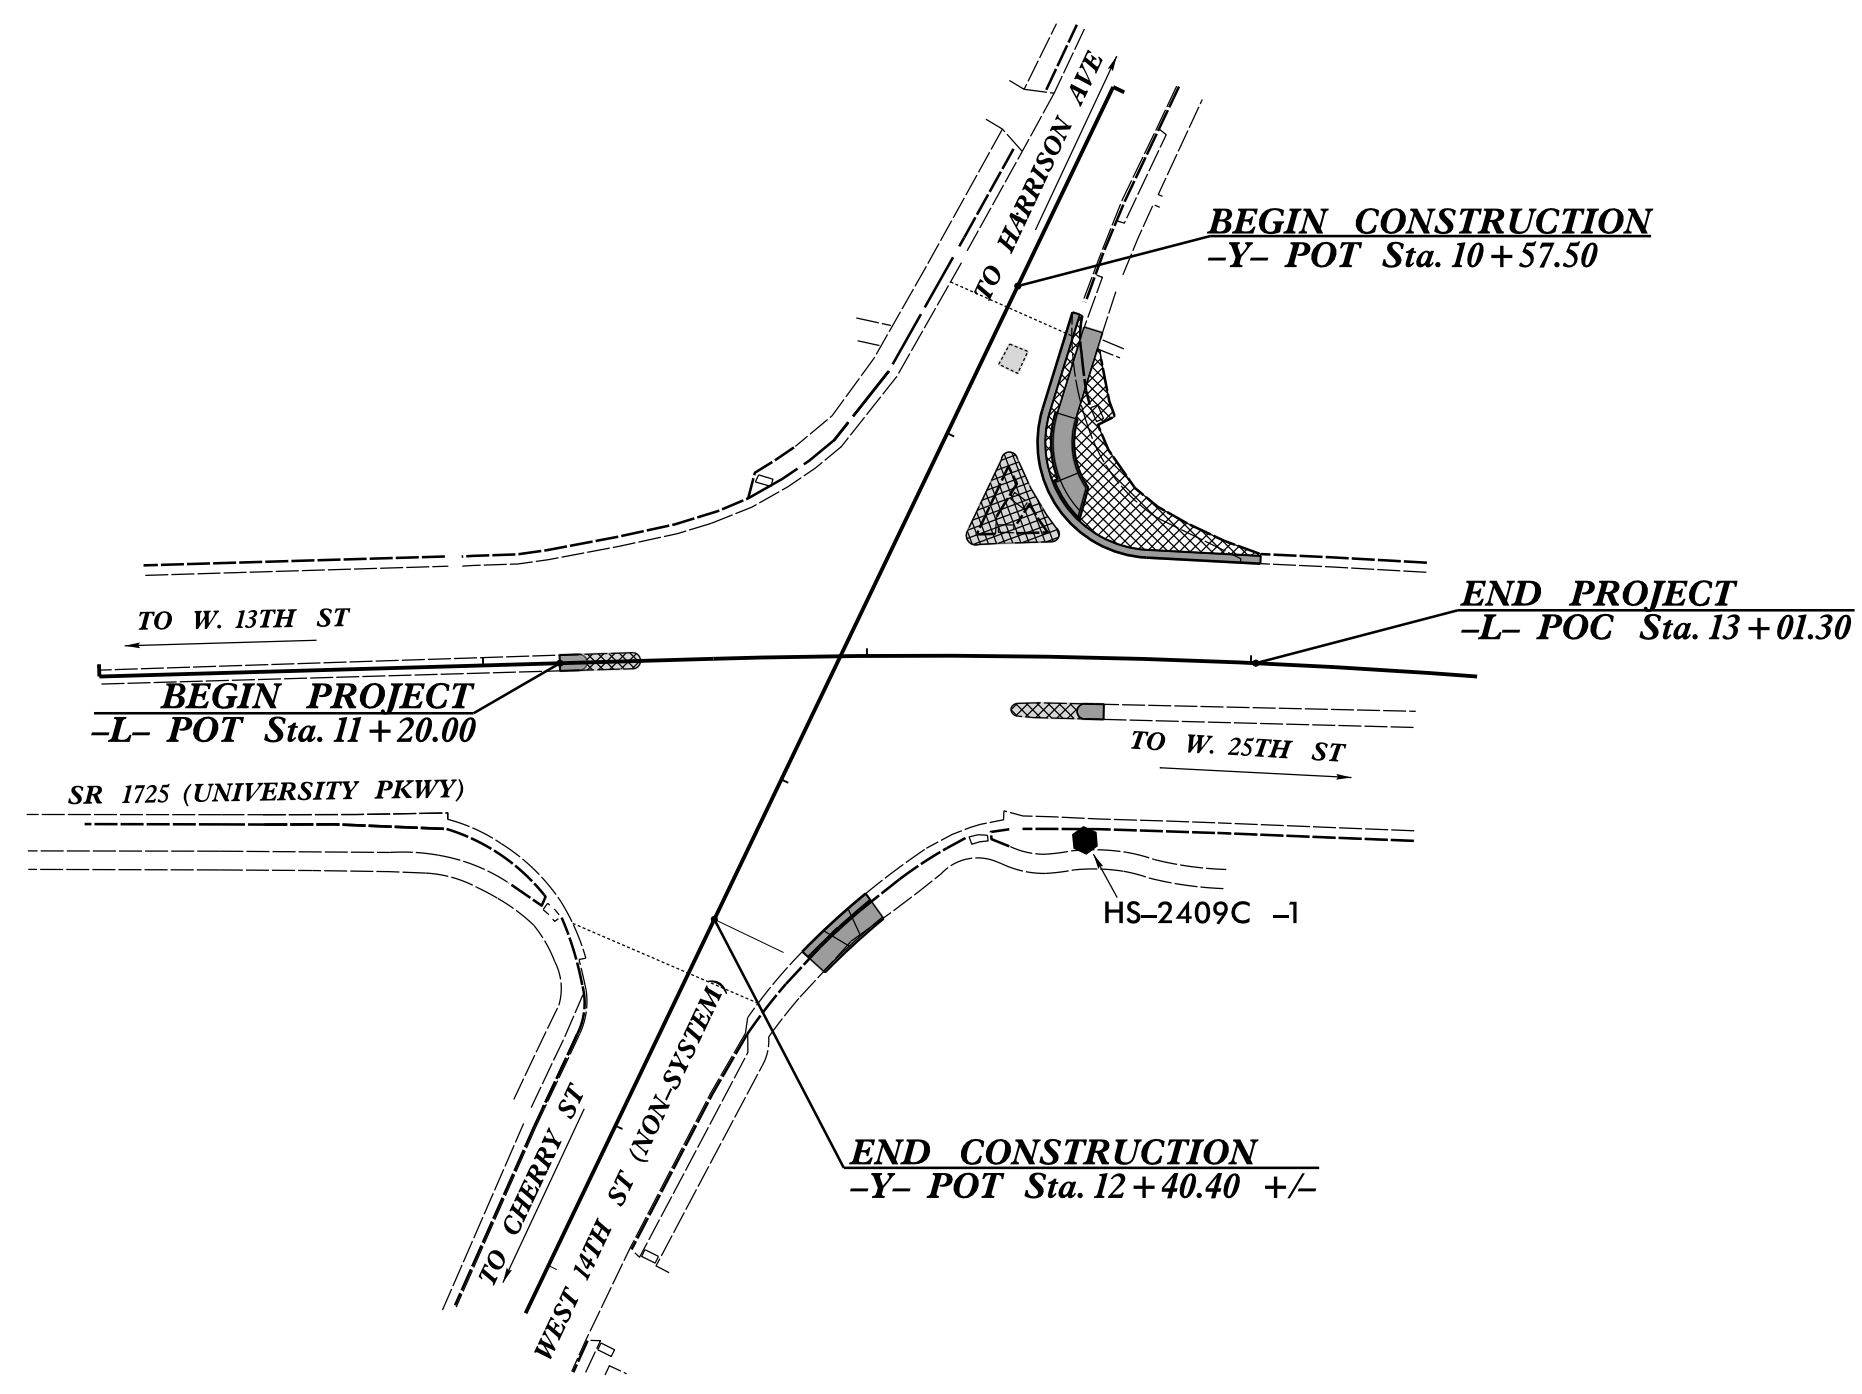 TO HARRISON AVE
BEGIN CONSTRUCTION
–Y– POT Sta. 10+57.50
END PROJECT
–L– POC Sta. 13+01.30
TO W. 13TH ST
BEGIN PROJECT
–L– POT Sta. 11+20.00
TO W. 25TH ST
SR 1725 (UNIVERSITY PKWY)
HS–2409C –1
WEST 14TH ST (NON–SYSTEM)
TO CHERRY ST
END CONSTRUCTION
–Y– POT Sta. 12+40.40 +/–